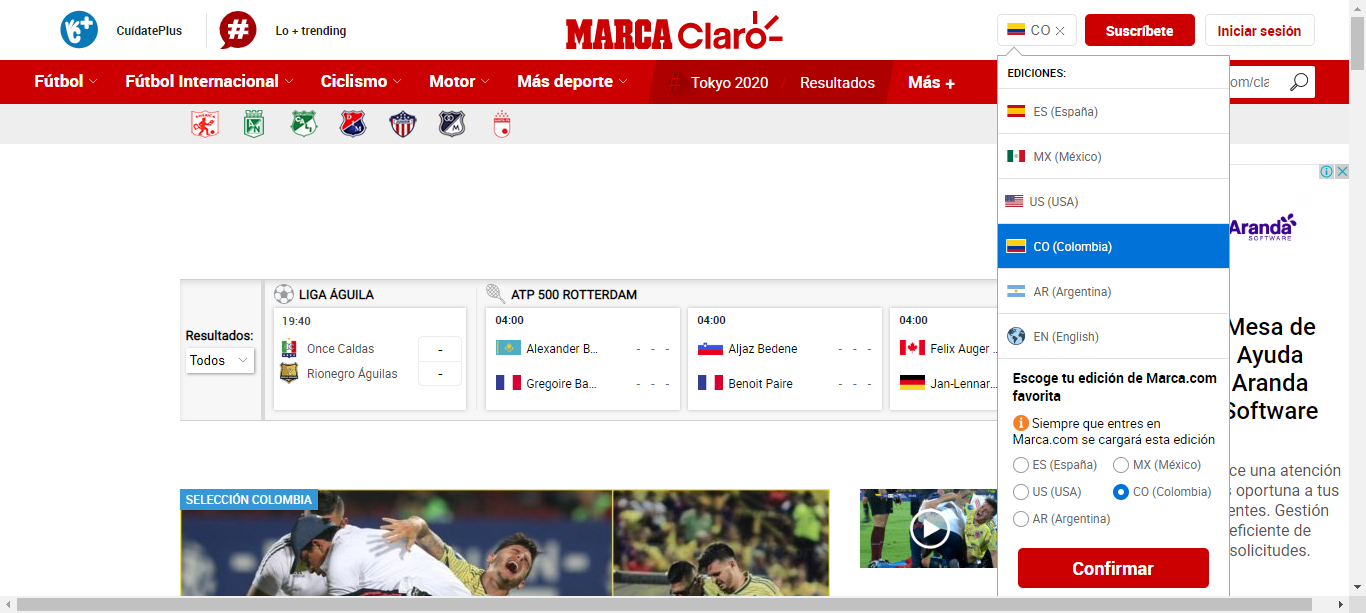 CuídatePlus
#
Lo + trending
MARCA Claro
CO
Suscríbete
Iniciar sesión
Fútbol
Fútbol Internacional
Ciclismo
Motor
Más deporte
# Tokyo 2020
/
Resultados
Más +
om/cla
EDICIONES:
ES (España)
MX (México)
US (USA)
CO (Colombia)
AR (Argentina)
EN (English)
Escoge tu edición de Marca.com
favorita
Siempre que entres en
Marca.com se cargará esta edición
ES (España)
MX (México)
US (USA)
CO (Colombia)
AR (Argentina)
Confirmar
Resultados:
Todos
LIGA ÁGUILA
19:40
Once Caldas -
Rionegro Águilas -
ATP 500 ROTTERDAM
04:00
Alexander B... - - -
Gregoire Ba... - - -
04:00
Aljaz Bedene - - -
Benoit Paire - - -
04:00
Felix Auger ..
Jan-Lennar...
SELECCIÓN COLOMBIA
Aranda
SOFTWARE
Mesa de
Ayuda
Aranda
Software
ce una atención
s oportuna a tus
entes. Gestión
eficiente de
solicitudes.